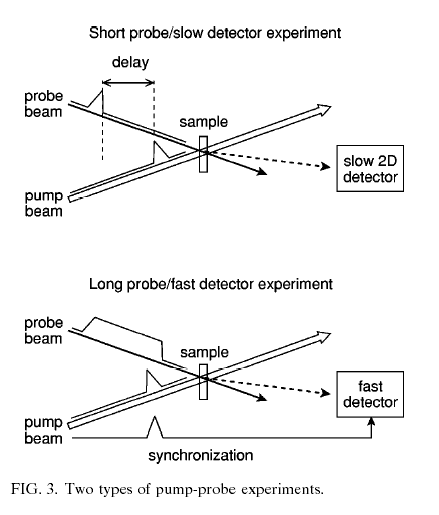 Short probe/slow detector experiment
delay
probe
beam
sample
slow 2D
detector
pump
beam
Long probe/fast detector experiment
probe
beam
sample
fast
detector
pump
beam
synchronization
FIG. 3. Two types of pump-probe experiments.